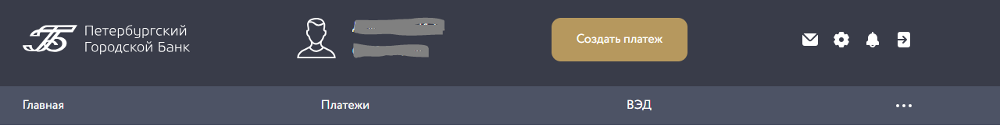 Петербургский
Городской Банк
Создать платеж
Главная
Платежи
ВЭД